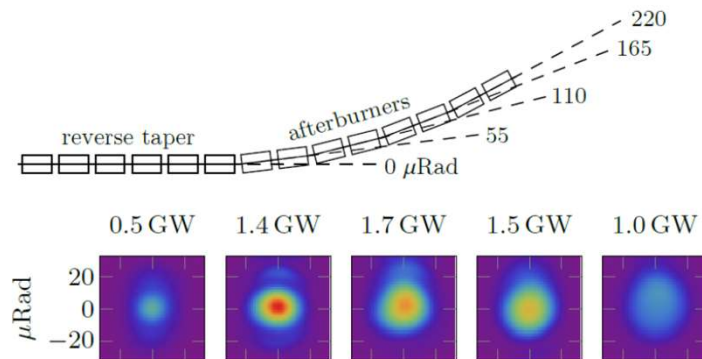 220
165
110
afterburners
reverse taper
55
0 μRad
0.5 GW 1.4 GW 1.7 GW 1.5 GW 1.0 GW
μRad
20
0
−20